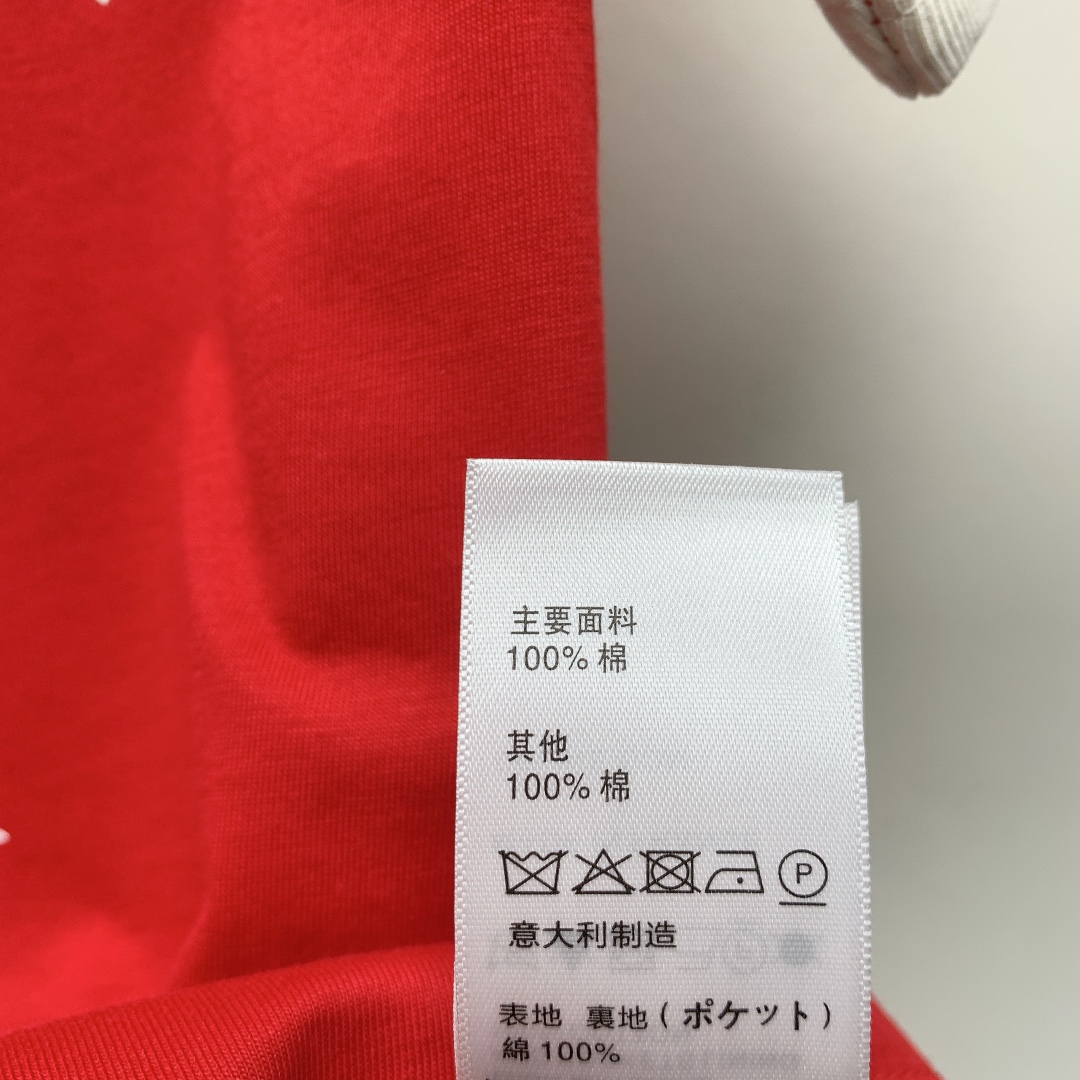 主要面料
100% 棉
其他
100% 棉
P
意大利制造
表地 裏地 ( ポケット )
綿 100%